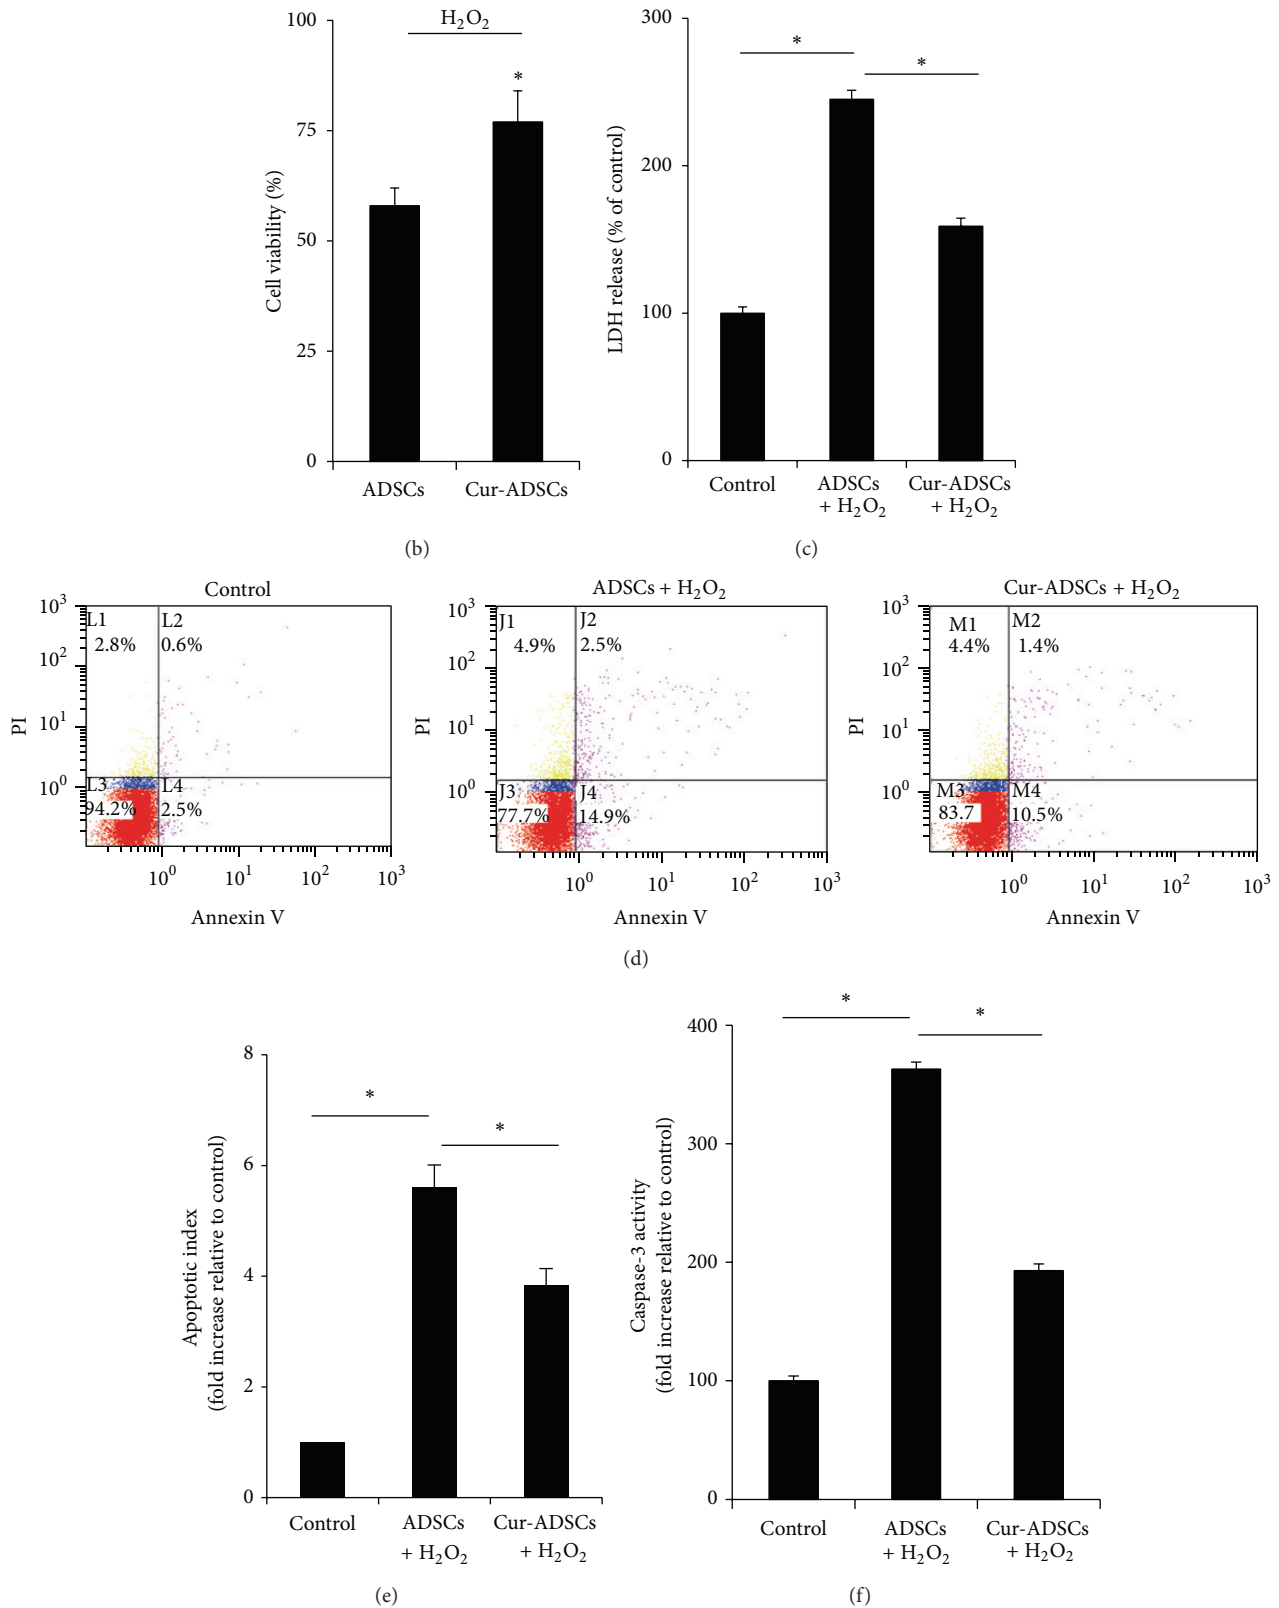 H₂O₂
*
100
75
50
25
0
Cell viability (%)
ADSCs
Cur-ADSCs
(b)
*
*
300
200
100
0
LDH release (% of control)
Control
ADSCs
+ H₂O₂
Cur-ADSCs
+ H₂O₂
(c)
Control
10³
10²
10¹
10⁰
PI
L1
2.8%
L2
0.6%
L3
94.2%
L4
2.5%
10⁰ 10¹ 10² 10³
Annexin V
ADSCs + H₂O₂
10³
10²
10¹
10⁰
PI
J1
4.9%
J2
2.5%
J3
77.7%
J4
14.9%
10⁰ 10¹ 10² 10³
Annexin V
Cur-ADSCs + H₂O₂
10³
10²
10¹
10⁰
PI
M1
4.4%
M2
1.4%
M3
83.7
M4
10.5%
10⁰ 10¹ 10² 10³
Annexin V
(d)
*
*
8
6
4
2
0
Apoptotic index
(fold increase relative to control)
Control
ADSCs
+ H₂O₂
Cur-ADSCs
+ H₂O₂
(e)
*
*
400
300
200
100
0
Caspase-3 activity
(fold increase relative to control)
Control
ADSCs
+ H₂O₂
Cur-ADSCs
+ H₂O₂
(f)